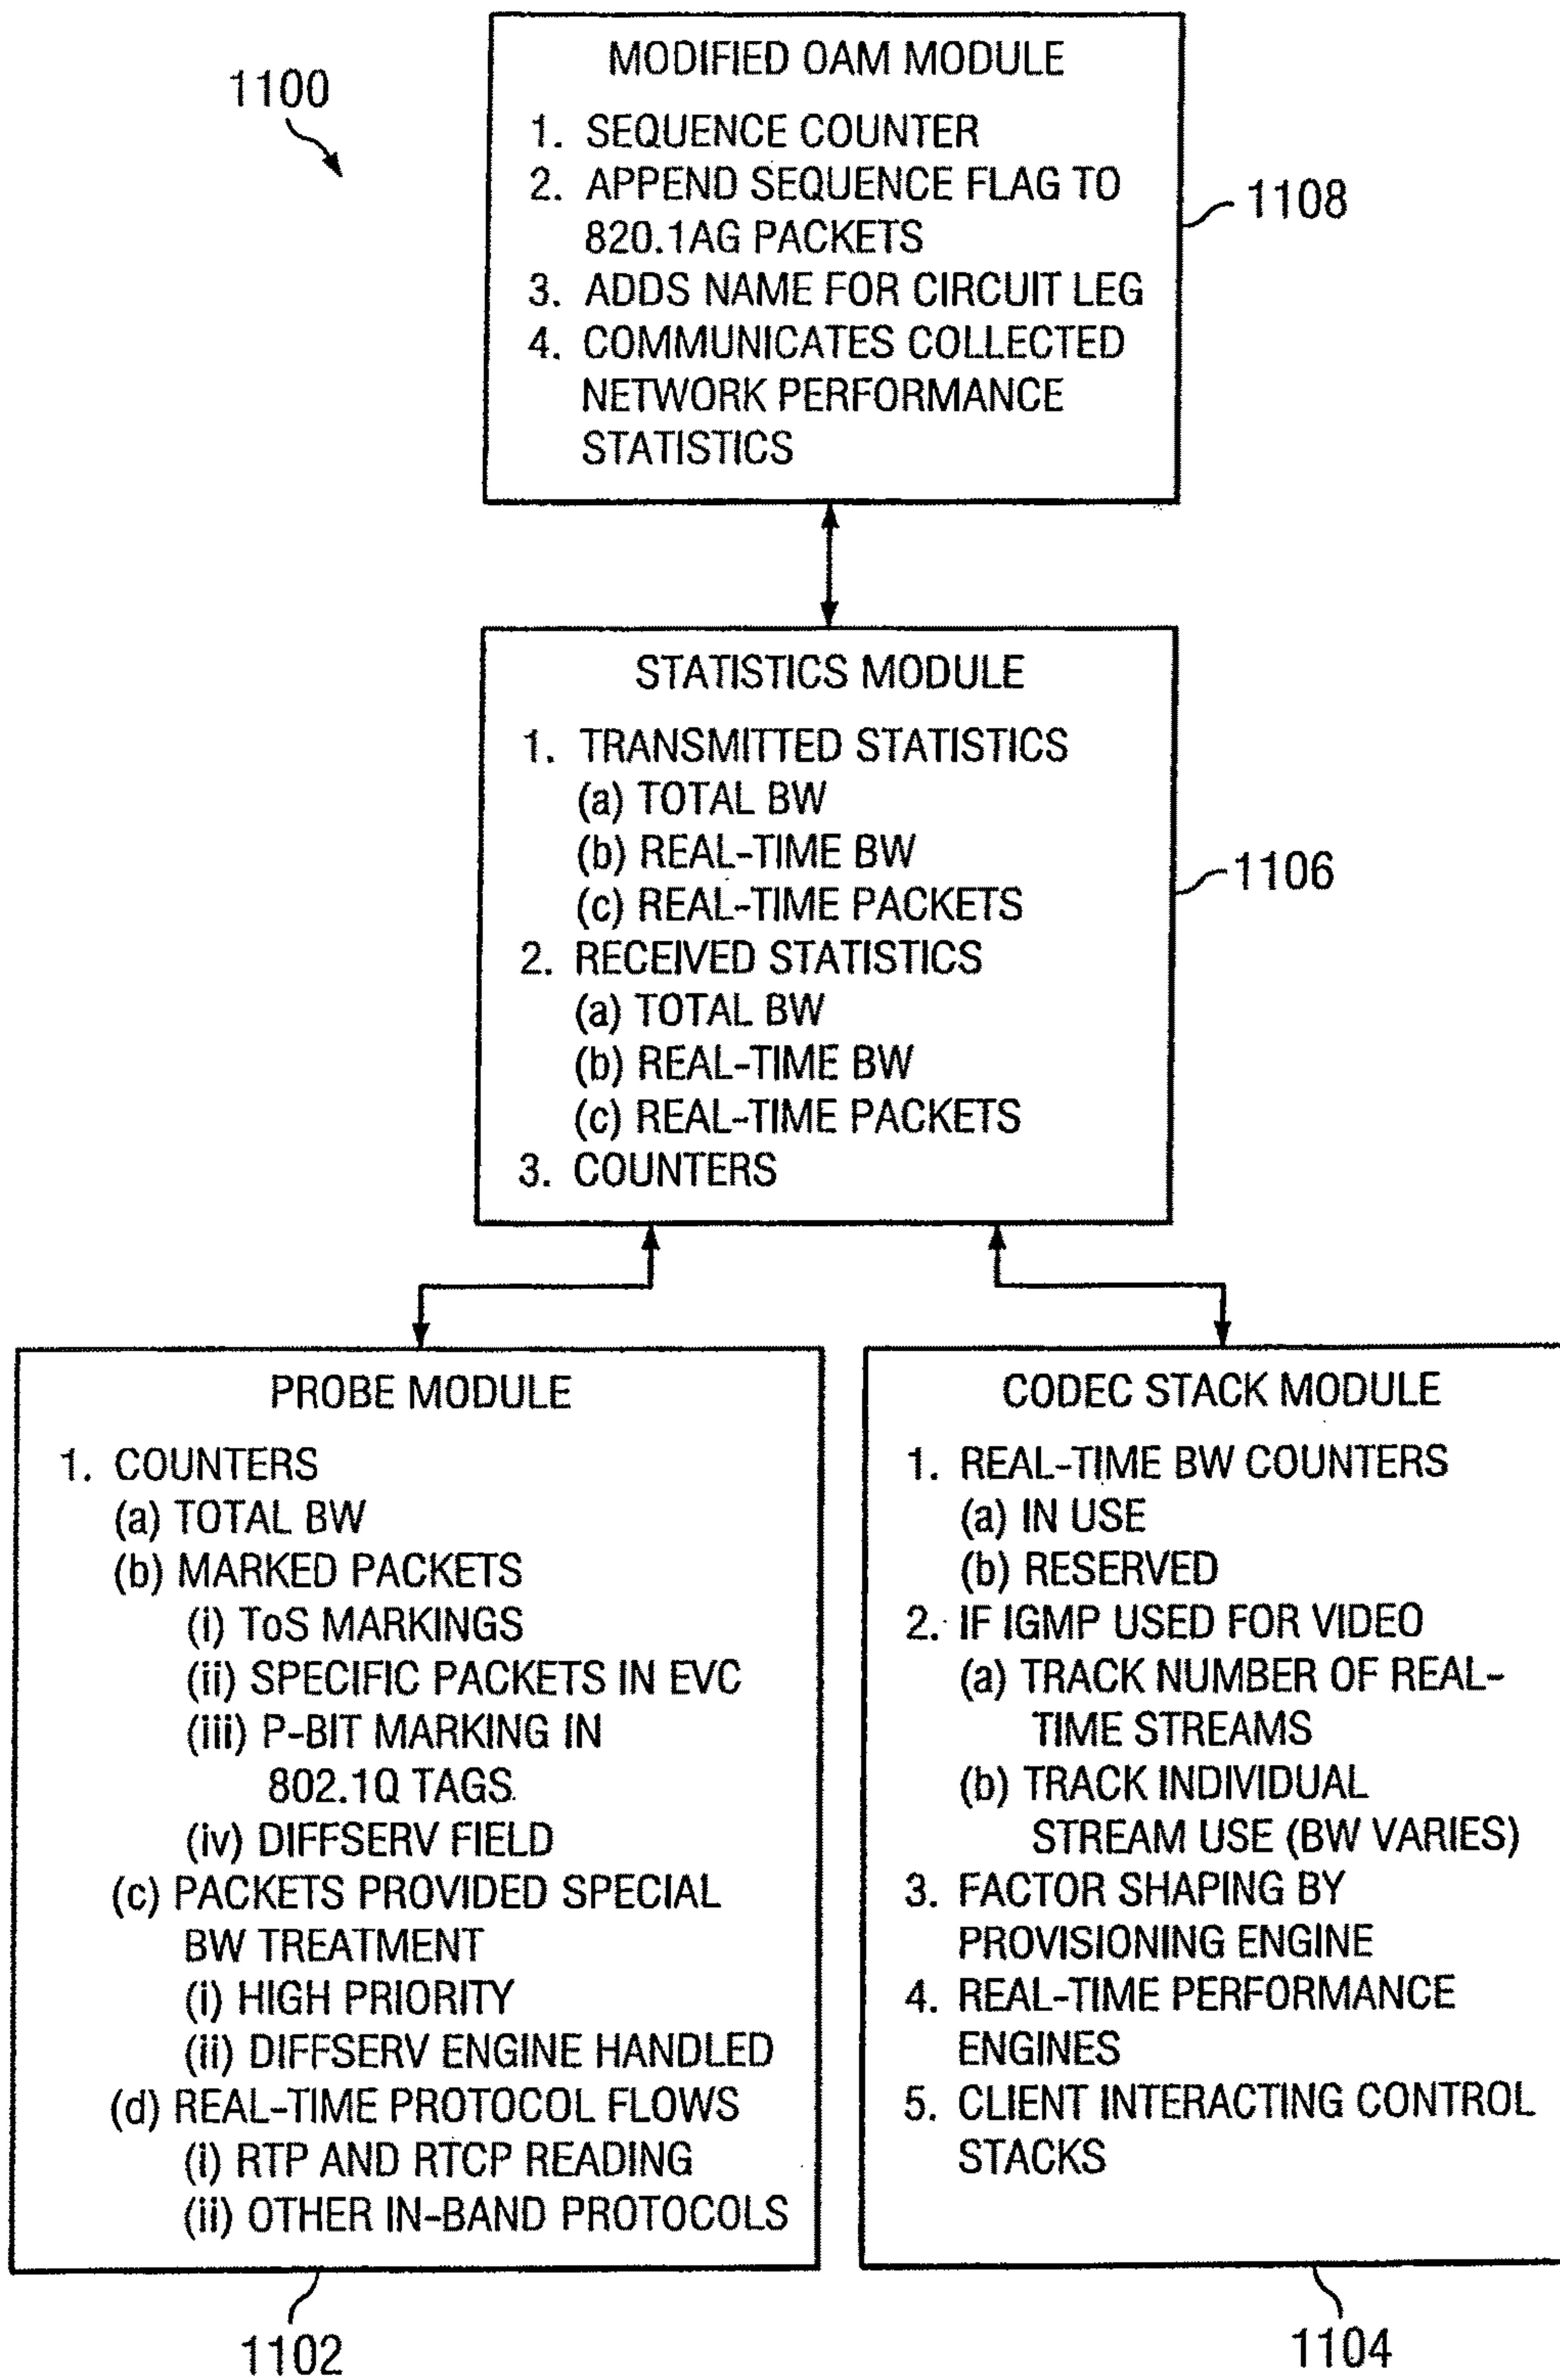 1100
MODIFIED OAM MODULE
1. SEQUENCE COUNTER
2. APPEND SEQUENCE FLAG TO
820.1AG PACKETS
3. ADDS NAME FOR CIRCUIT LEG
4. COMMUNICATES COLLECTED
NETWORK PERFORMANCE
STATISTICS
1108
STATISTICS MODULE
1. TRANSMITTED STATISTICS
(a) TOTAL BW
(b) REAL-TIME BW
(c) REAL-TIME PACKETS
2. RECEIVED STATISTICS
(a) TOTAL BW
(b) REAL-TIME BW
(c) REAL-TIME PACKETS
3. COUNTERS
1106
PROBE MODULE
1. COUNTERS
(a) TOTAL BW
(b) MARKED PACKETS
(i) ToS MARKINGS
(ii) SPECIFIC PACKETS IN EVC
(iii) P-BIT MARKING IN
802.1Q TAGS
(iv) DIFFSERV FIELD
(c) PACKETS PROVIDED SPECIAL
BW TREATMENT
(i) HIGH PRIORITY
(ii) DIFFSERV ENGINE HANDLED
(d) REAL-TIME PROTOCOL FLOWS
(i) RTP AND RTCP READING
(ii) OTHER IN-BAND PROTOCOLS
1102
CODEC STACK MODULE
1. REAL-TIME BW COUNTERS
(a) IN USE
(b) RESERVED
2. IF IGMP USED FOR VIDEO
(a) TRACK NUMBER OF REAL-
TIME STREAMS
(b) TRACK INDIVIDUAL
STREAM USE (BW VARIES)
3. FACTOR SHAPING BY
PROVISIONING ENGINE
4. REAL-TIME PERFORMANCE
ENGINES
5. CLIENT INTERACTING CONTROL
STACKS
1104